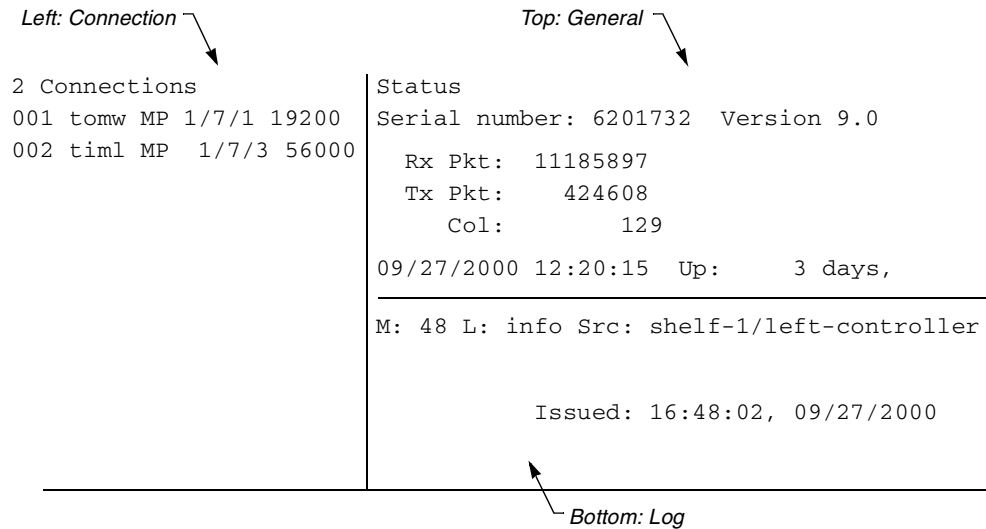 Left: Connection
Top: General
2 Connections
001 tomw MP 1/7/1 19200
002 timl MP  1/7/3 56000
Status
Serial number: 6201732  Version 9.0
Rx Pkt:  11185897
Tx Pkt:    424608
Col:        129
09/27/2000 12:20:15  Up:     3 days,
M: 48 L: info Src: shelf-1/left-controller
Issued: 16:48:02, 09/27/2000
Bottom: Log